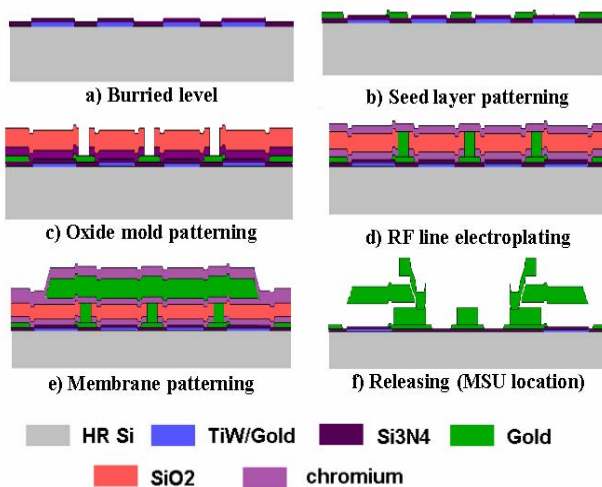 a) Burried level
b) Seed layer patterning
c) Oxide mold patterning
d) RF line electroplating
e) Membrane patterning
f) Releasing (MSU location)
HR Si
TiW/Gold
Si3N4
Gold
SiO2
chromium